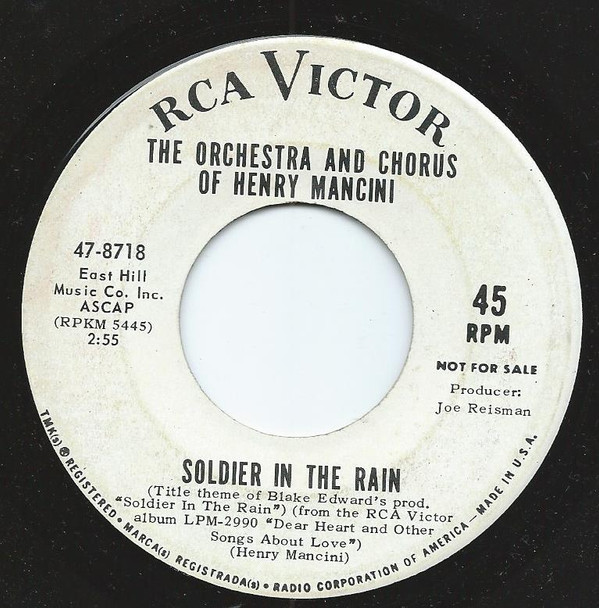 RCA VICTOR
THE ORCHESTRA AND CHORUS
OF HENRY MANCINI
47-8718
East Hill
Music Co. Inc.
ASCAP
(RPKM 5445)
2:55
45
RPM
NOT FOR SALE
Producer:
Joe Reisman
SOLDIER IN THE RAIN
(Title theme of Blake Edward's prod.
"Soldier In The Rain") (from the RCA Victor
album LPM-2990 "Dear Heart and Other
Songs About Love")
(Henry Mancini)
TMK(s) ® REGISTERED • MARCA(s) REGISTRADA(s) • RADIO CORPORATION OF AMERICA—MADE IN U.S.A.